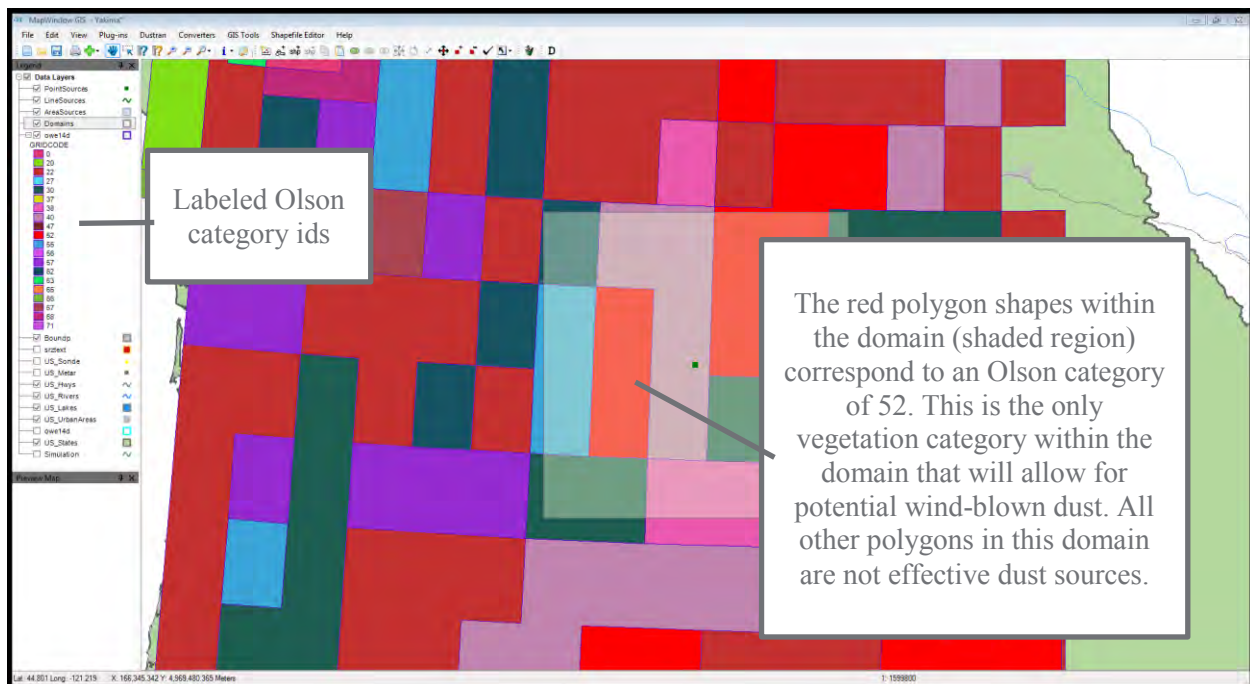 MapWindow GIS - Yakima*
File Edit View Plug-ins Dustran Converters GIS Tools Shapefile Editor Help
D
Legend
Data Layers
PointSources
LineSources
AreaSources
Domains
owe14d
GRIDCODE
0
20
22
27
30
37
38
40
47
52
55
56
57
62
63
65
66
67
68
71
Boundp
srztext
US_Sonde
US_Metar
US_Hwys
US_Rivers
US_Lakes
US_UrbanAreas
owe14d
US_States
Simulation
Preview Map
Labeled Olson
category ids
The red polygon shapes within
the domain (shaded region)
correspond to an Olson category
of 52. This is the only
vegetation category within the
domain that will allow for
potential wind-blown dust. All
other polygons in this domain
are not effective dust sources.
Lat: 44.801 Long: -121.219 X: 166,345.342 Y: 4,969,480.365 Meters 1: 1599800